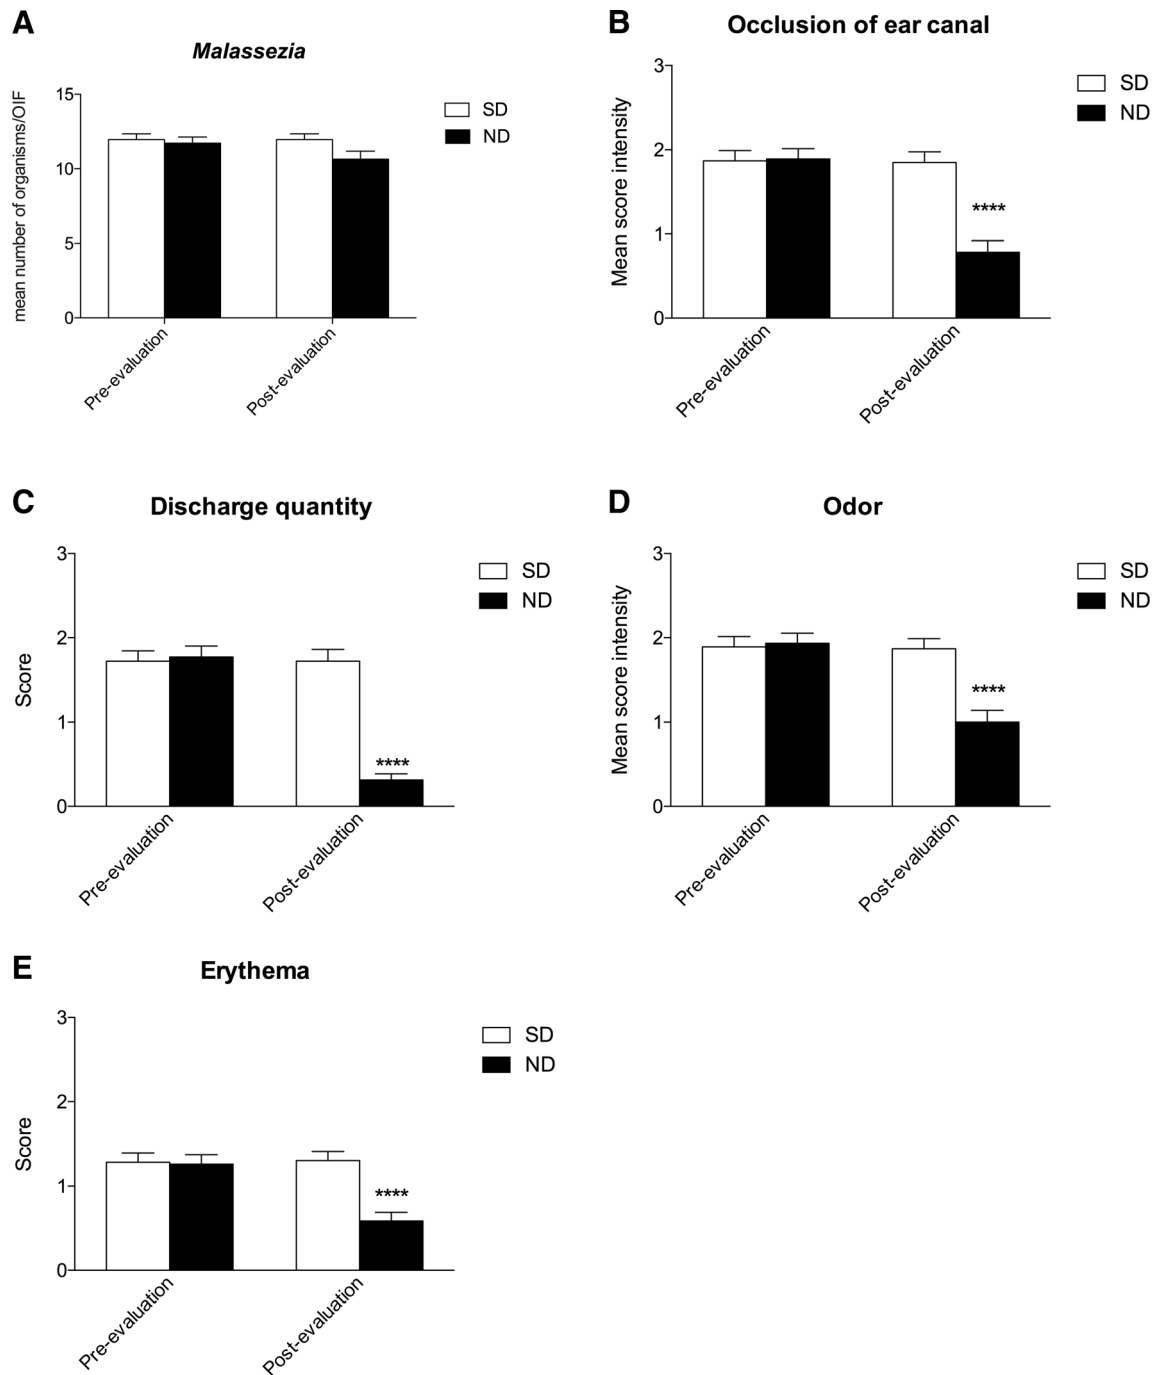 A
Malassezia
mean number of organisms/OIF
15
10
5
0
SD
ND
Pre-evaluation
Post-evaluation
B
Occlusion of ear canal
Mean score intensity
3
2
1
0
****
SD
ND
Pre-evaluation
Post-evaluation
C
Discharge quantity
Score
3
2
1
0
****
SD
ND
Pre-evaluation
Post-evaluation
D
Odor
Mean score intensity
3
2
1
0
****
SD
ND
Pre-evaluation
Post-evaluation
E
Erythema
Score
3
2
1
0
****
SD
ND
Pre-evaluation
Post-evaluation